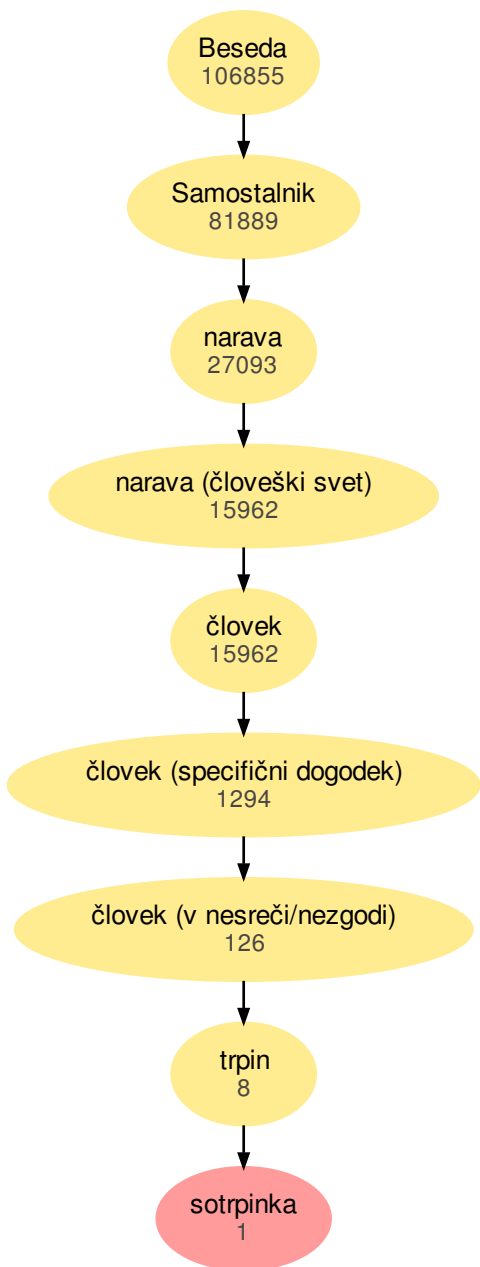 Beseda
106855
Samostalnik
81889
narava
27093
narava (človeški svet)
15962
človek
15962
človek (specifični dogodek)
1294
človek (v nesreči/nezgodi)
126
trpin
8
sotrpinka
1